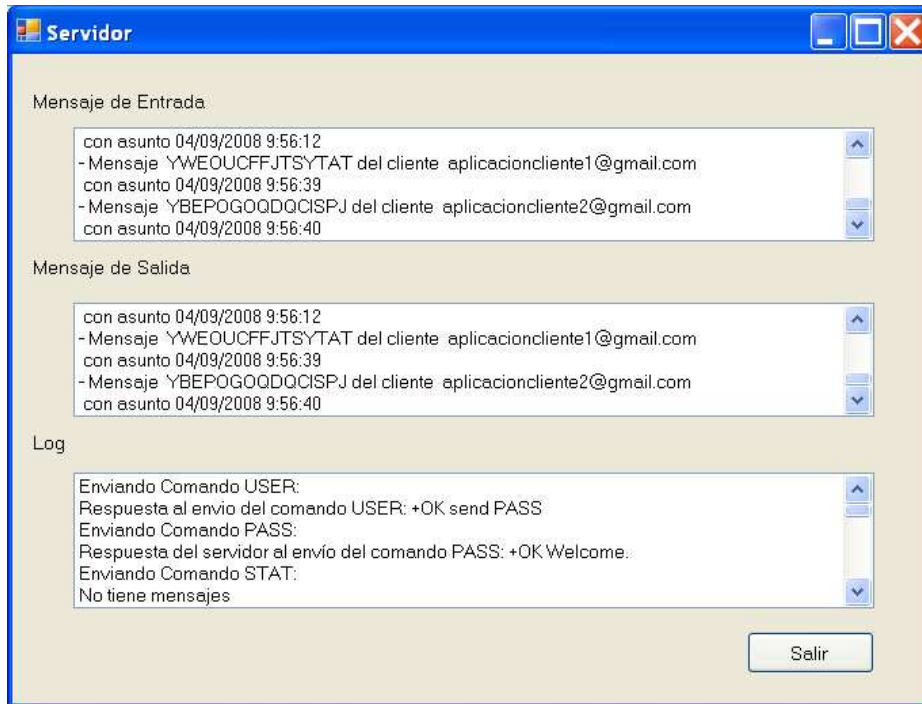 Servidor
Mensaje de Entrada
con asunto 04/09/2008 9:56:12
- Mensaje YWEOUCFFJTSYTAT del cliente aplicacioncliente1@gmail.com
con asunto 04/09/2008 9:56:39
- Mensaje YBEPOGOQDQCISPJ del cliente aplicacioncliente2@gmail.com
con asunto 04/09/2008 9:56:40
Mensaje de Salida
con asunto 04/09/2008 9:56:12
- Mensaje YWEOUCFFJTSYTAT del cliente aplicacioncliente1@gmail.com
con asunto 04/09/2008 9:56:39
- Mensaje YBEPOGOQDQCISPJ del cliente aplicacioncliente2@gmail.com
con asunto 04/09/2008 9:56:40
Log
Enviando Comando USER:
Respuesta al envio del comando USER: +OK send PASS
Enviando Comando PASS:
Respuesta del servidor al envío del comando PASS: +OK Welcome.
Enviando Comando STAT:
No tiene mensajes
Salir